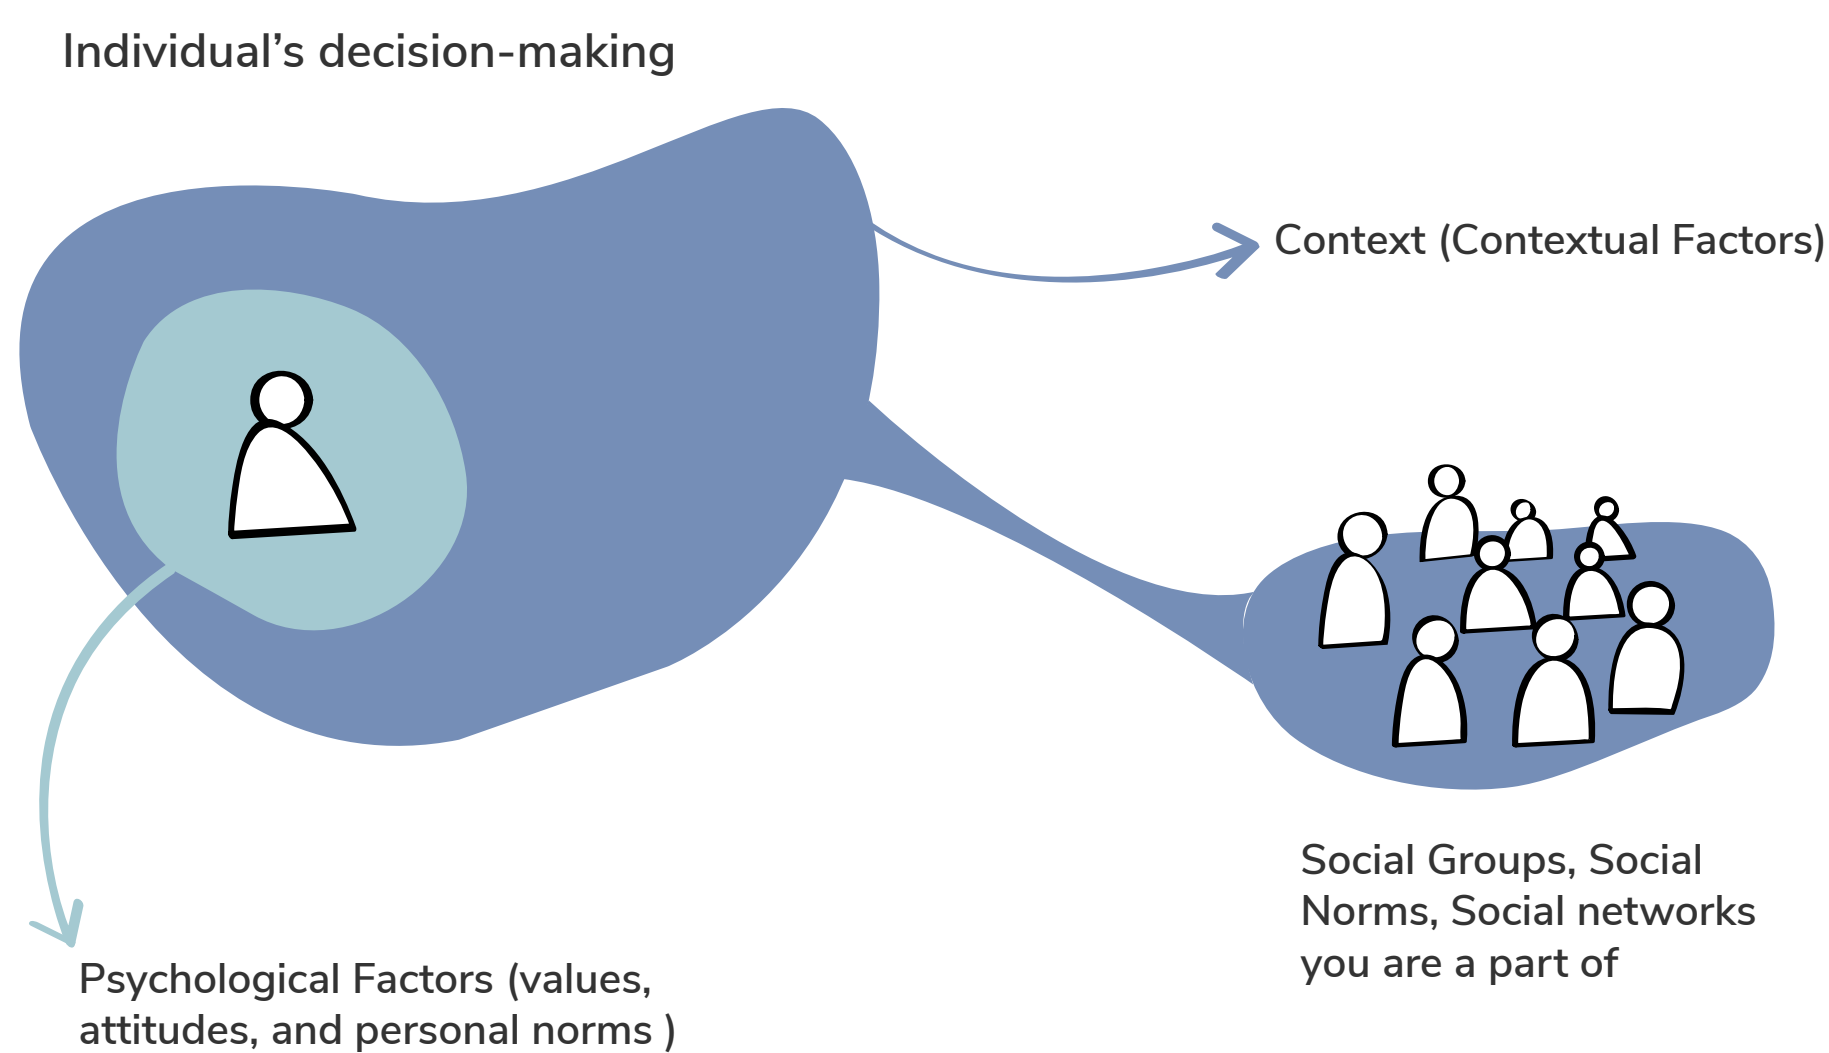 Individual’s decision-making
Context (Contextual Factors)
Social Groups, Social
Norms, Social networks
you are a part of
Psychological Factors (values,
attitudes, and personal norms )